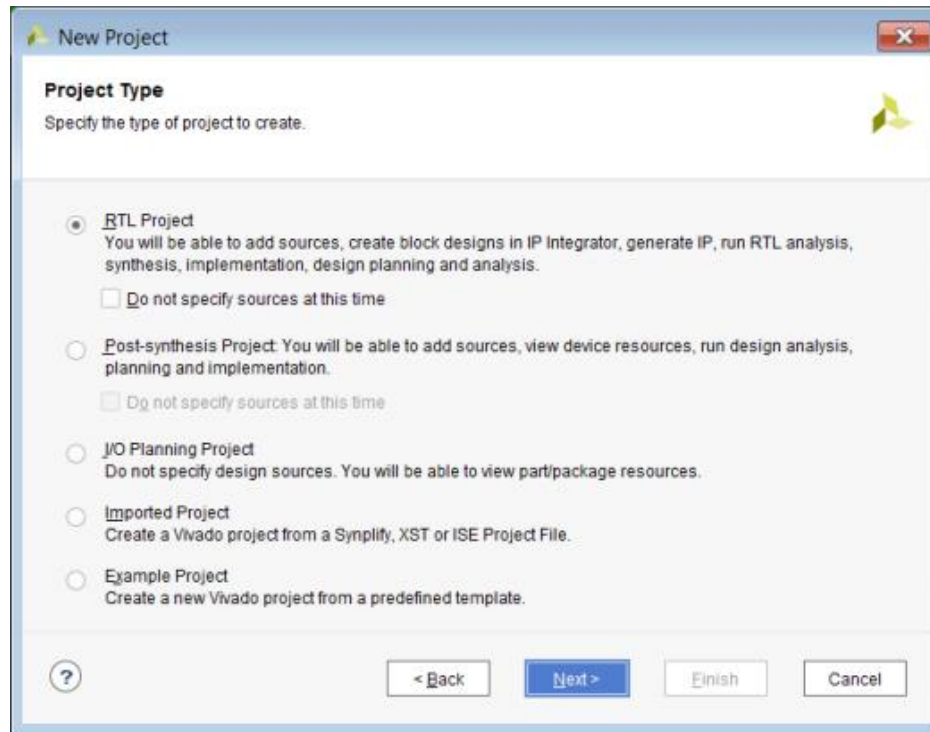 New Project
Project Type
Specify the type of project to create.
RTL Project
You will be able to add sources, create block designs in IP Integrator, generate IP, run RTL analysis,
synthesis, implementation, design planning and analysis.
Do not specify sources at this time
Post-synthesis Project: You will be able to add sources, view device resources, run design analysis,
planning and implementation.
Do not specify sources at this time
I/O Planning Project
Do not specify design sources. You will be able to view part/package resources.
Imported Project
Create a Vivado project from a Synplify, XST or ISE Project File.
Example Project
Create a new Vivado project from a predefined template.
? < Back Next > Finish Cancel